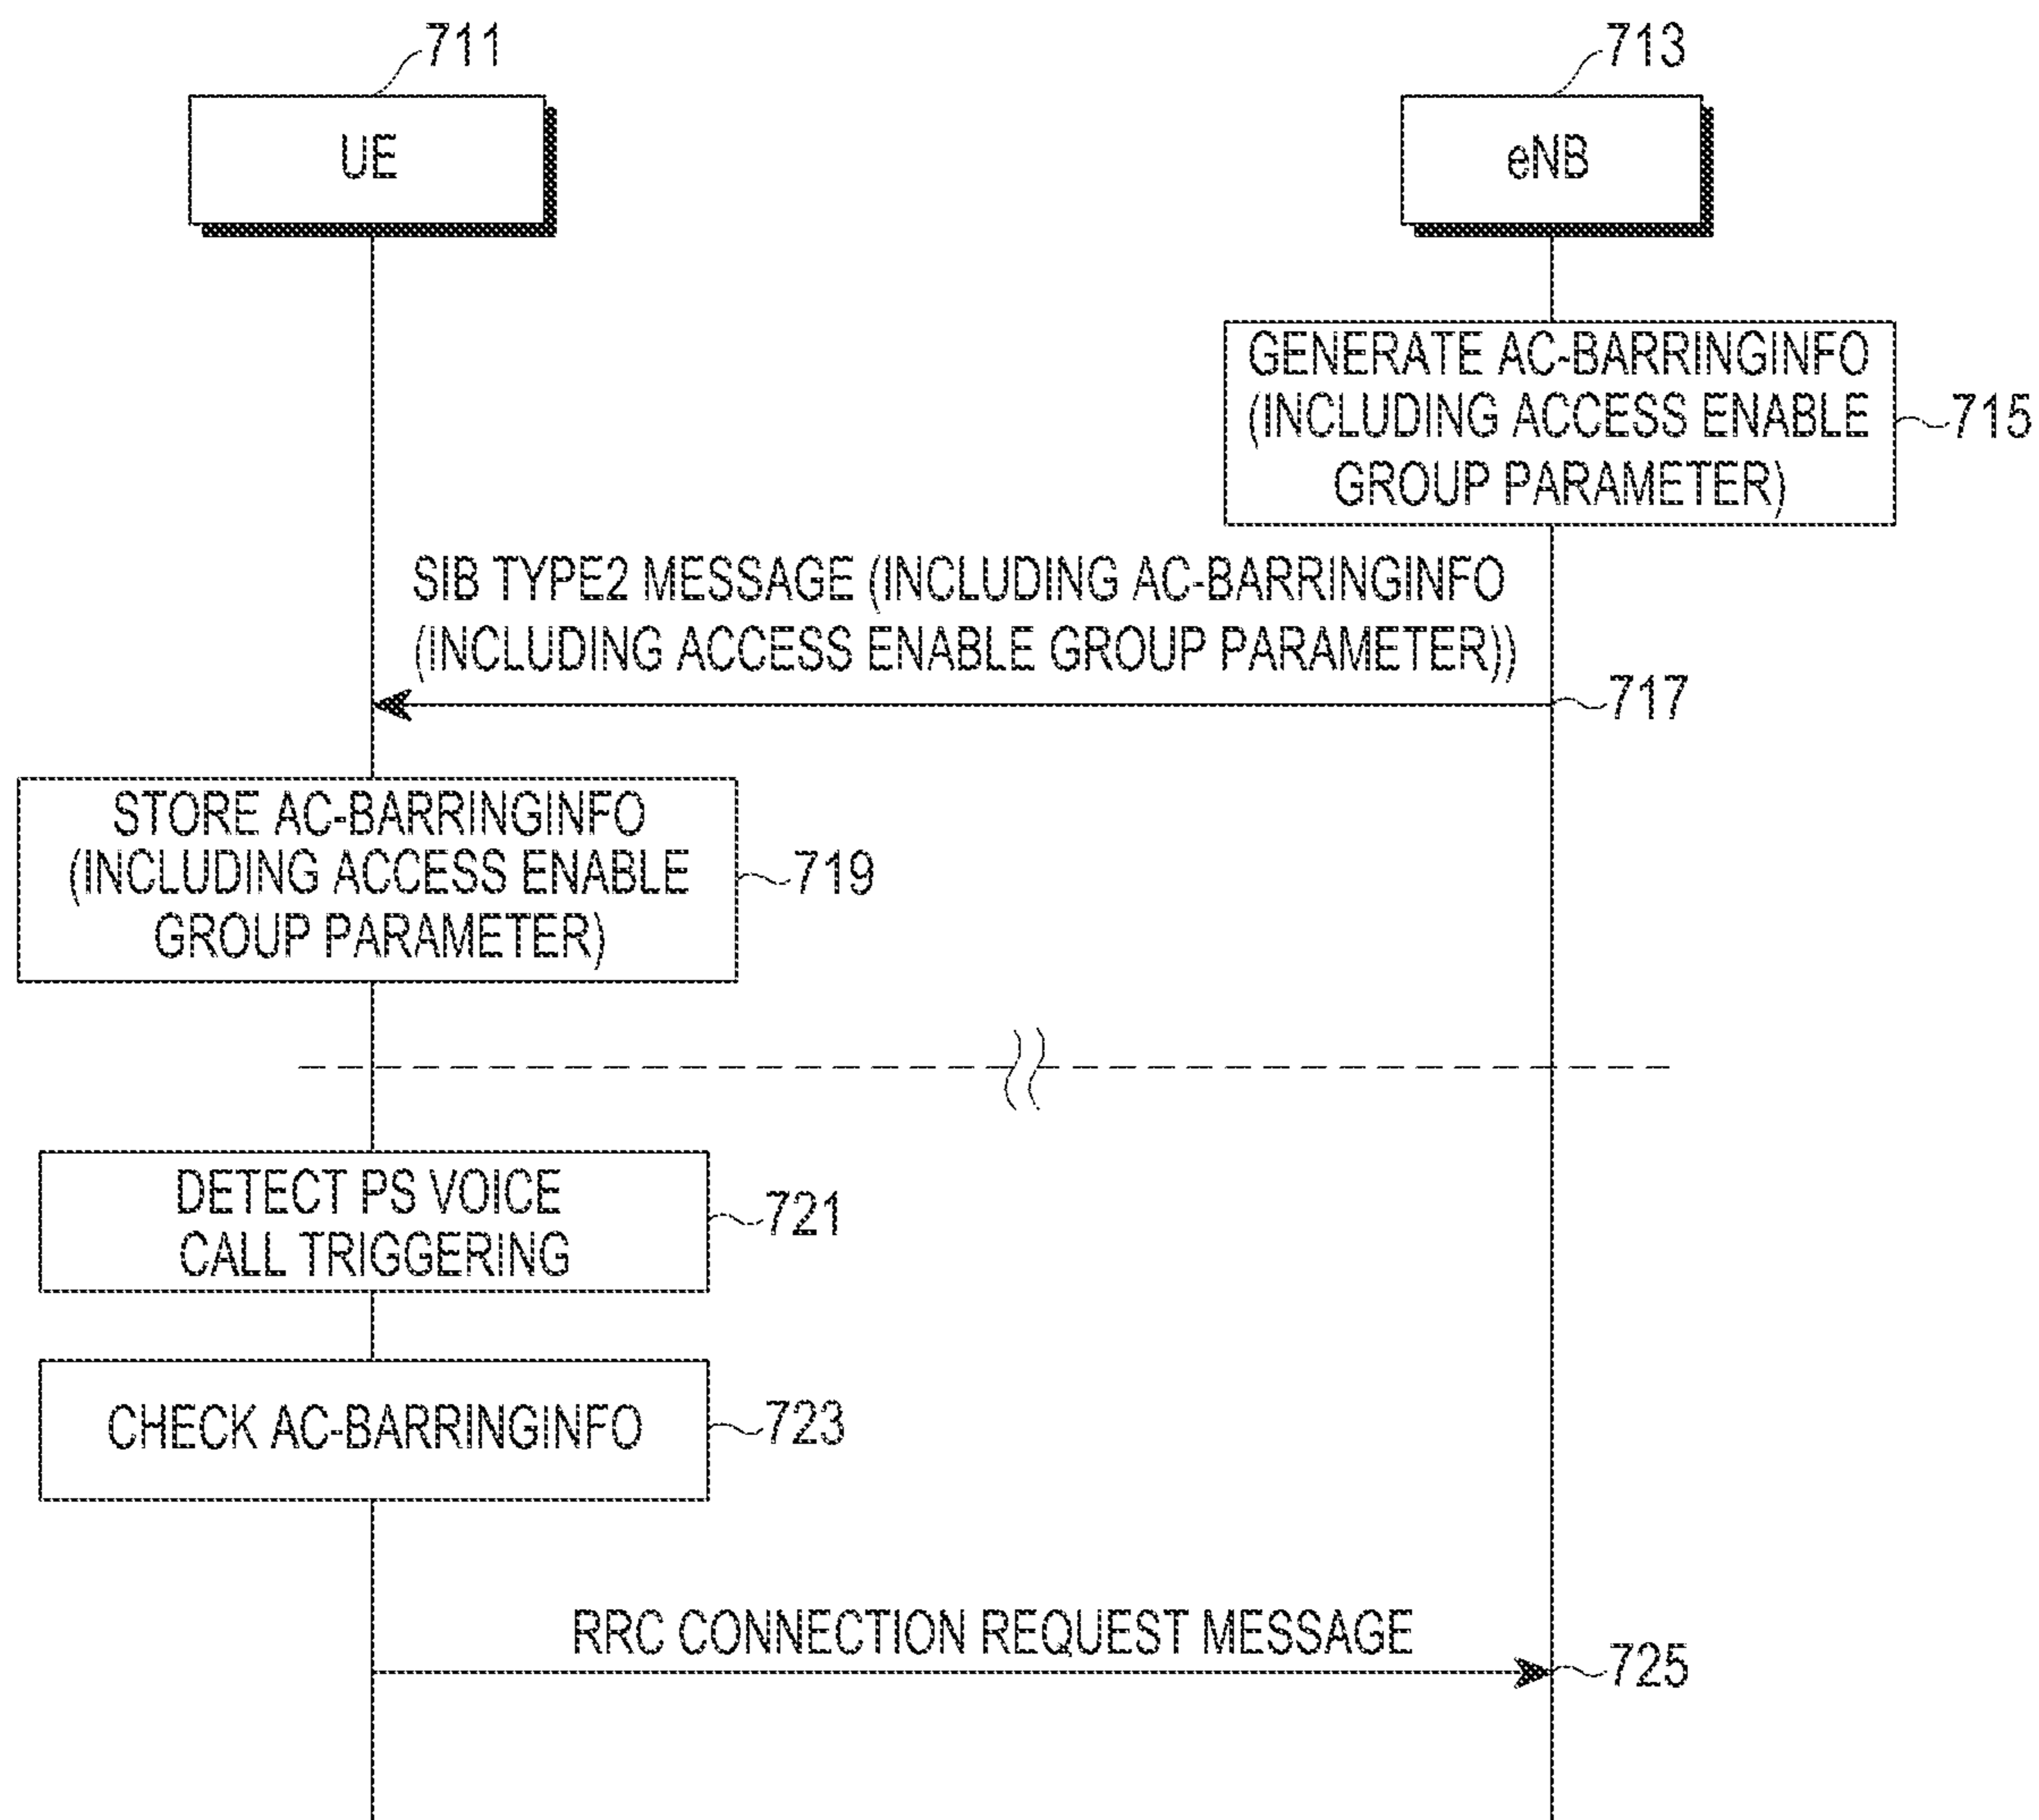 711
713
UE
eNB
GENERATE AC-BARRINGINFO
(INCLUDING ACCESS ENABLE
GROUP PARAMETER)
715
SIB TYPE2 MESSAGE (INCLUDING AC-BARRINGINFO
(INCLUDING ACCESS ENABLE GROUP PARAMETER))
717
STORE AC-BARRINGINFO
(INCLUDING ACCESS ENABLE
GROUP PARAMETER)
719
DETECT PS VOICE
CALL TRIGGERING
721
CHECK AC-BARRINGINFO
723
RRC CONNECTION REQUEST MESSAGE
725